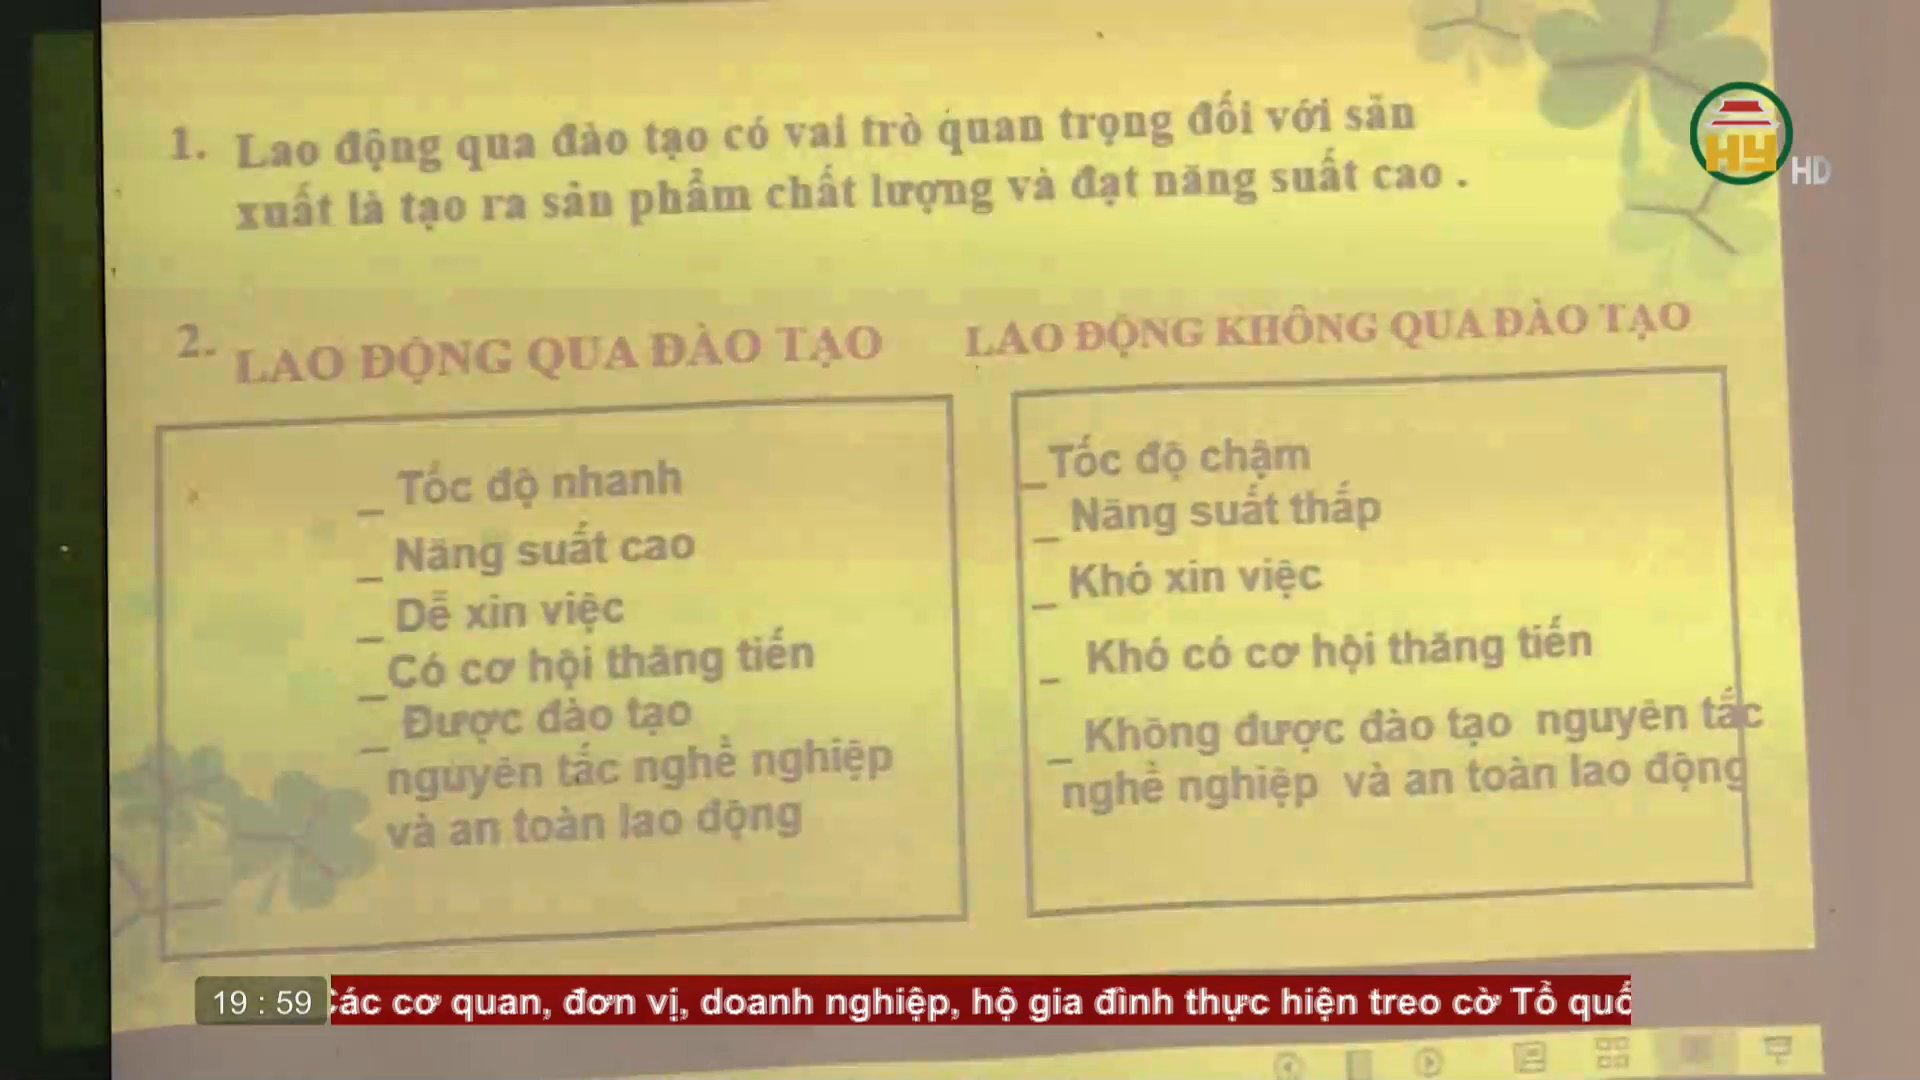 1. Lao động qua đào tạo có vai trò quan trọng đối với sẵn
xuất là tạo ra sản phẩm chất lượng và đạt năng suất cao .
HY HD
2. LAO ĐỘNG QUA ĐÀO TẠO
LAO ĐỘNG KHÔNG QUA ĐÀO TẠO
_ Tốc độ nhanh
_ Năng suất cao
_ Dễ xin việc
_ Có cơ hội thăng tiến
_ Được đào tạo
nguyên tắc nghề nghiệp
và an toàn lao động
_ Tốc độ chậm
_ Năng suất thấp
_ Khó xin việc
_ Khó có cơ hội thăng tiến
_ Không được đào tạo nguyên tắc
nghề nghiệp và an toàn lao động
19 : 59 Các cơ quan, đơn vị, doanh nghiệp, hộ gia đình thực hiện treo cờ Tổ quố